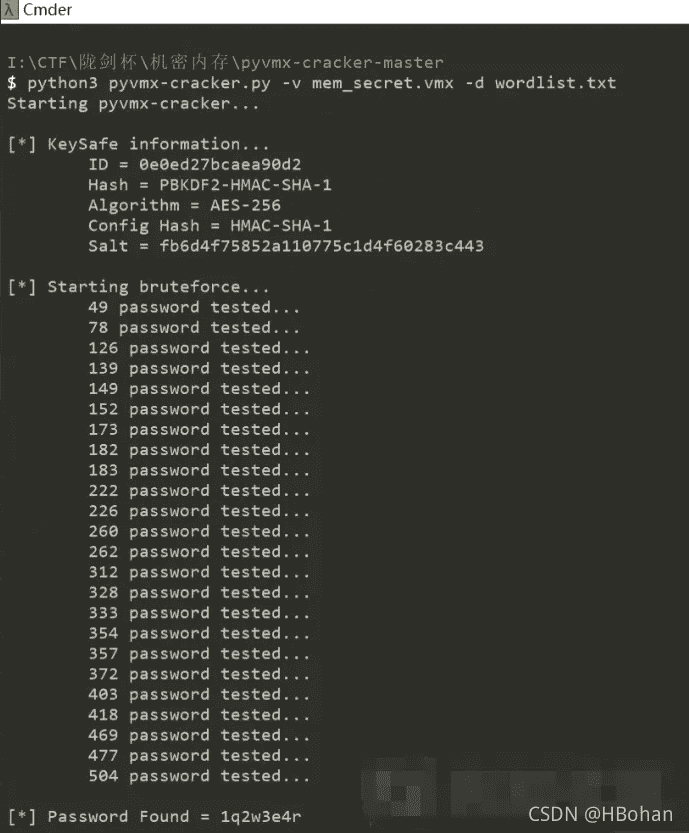 λ Cmder
I:\CTF\陇剑杯\机密内存\pyvmx-cracker-master
$ python3 pyvmx-cracker.py -v mem_secret.vmx -d wordlist.txt
Starting pyvmx-cracker...
[*] KeySafe information...
ID = 0e0ed27bcaea90d2
Hash = PBKDF2-HMAC-SHA-1
Algorithm = AES-256
Config Hash = HMAC-SHA-1
Salt = fb6d4f75852a110775c1d4f60283c443
[*] Starting bruteforce...
49 password tested...
78 password tested...
126 password tested...
139 password tested...
149 password tested...
152 password tested...
173 password tested...
182 password tested...
183 password tested...
222 password tested...
226 password tested...
260 password tested...
262 password tested...
312 password tested...
328 password tested...
333 password tested...
354 password tested...
357 password tested...
372 password tested...
403 password tested...
418 password tested...
469 password tested...
477 password tested...
504 password tested...
[*] Password Found = 1q2w3e4r
CSDN @HBohan